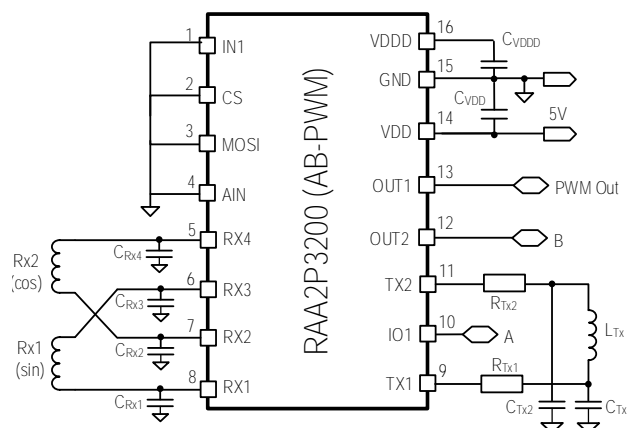 1
IN1
2
CS
3
MOSI
4
AIN
5
RX4
6
RX3
7
RX2
8
RX1
RAA2P3200 (AB-PWM)
VDDD
16
GND
15
VDD
14
OUT1
13
OUT2
12
TX2
11
IO1
10
TX1
9
CVDDD
CVDD
5V
PWM Out
B
A
RTx2
RTx1
LTx
CTx2
CTx
Rx2
(cos)
Rx1
(sin)
CRx4
CRx3
CRx2
CRx1